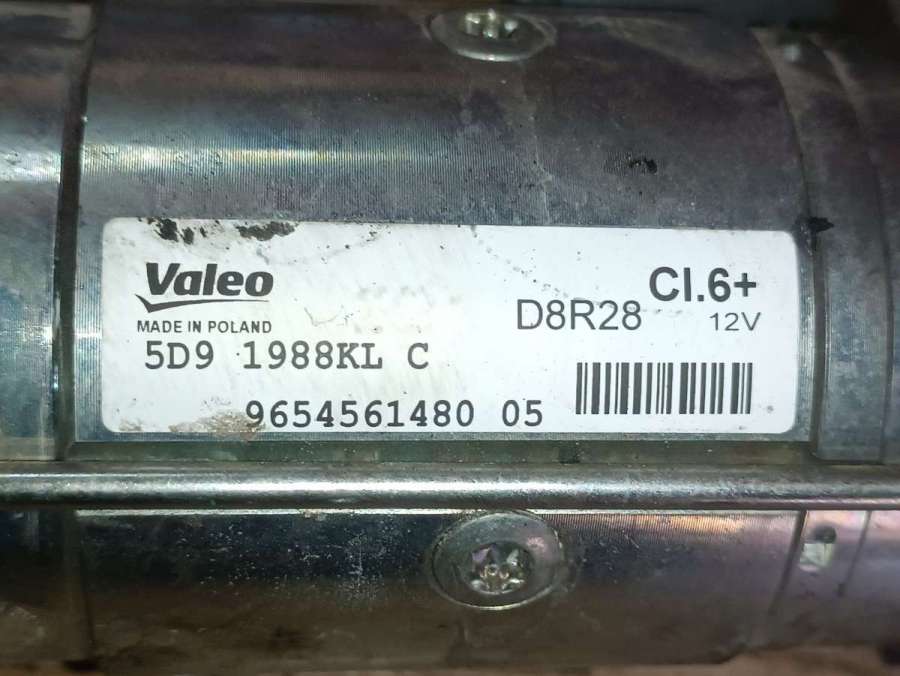 Valeo
Cl.6+
MADE IN POLAND
D8R28
12V
5D9 1988KL C
9654561480 05